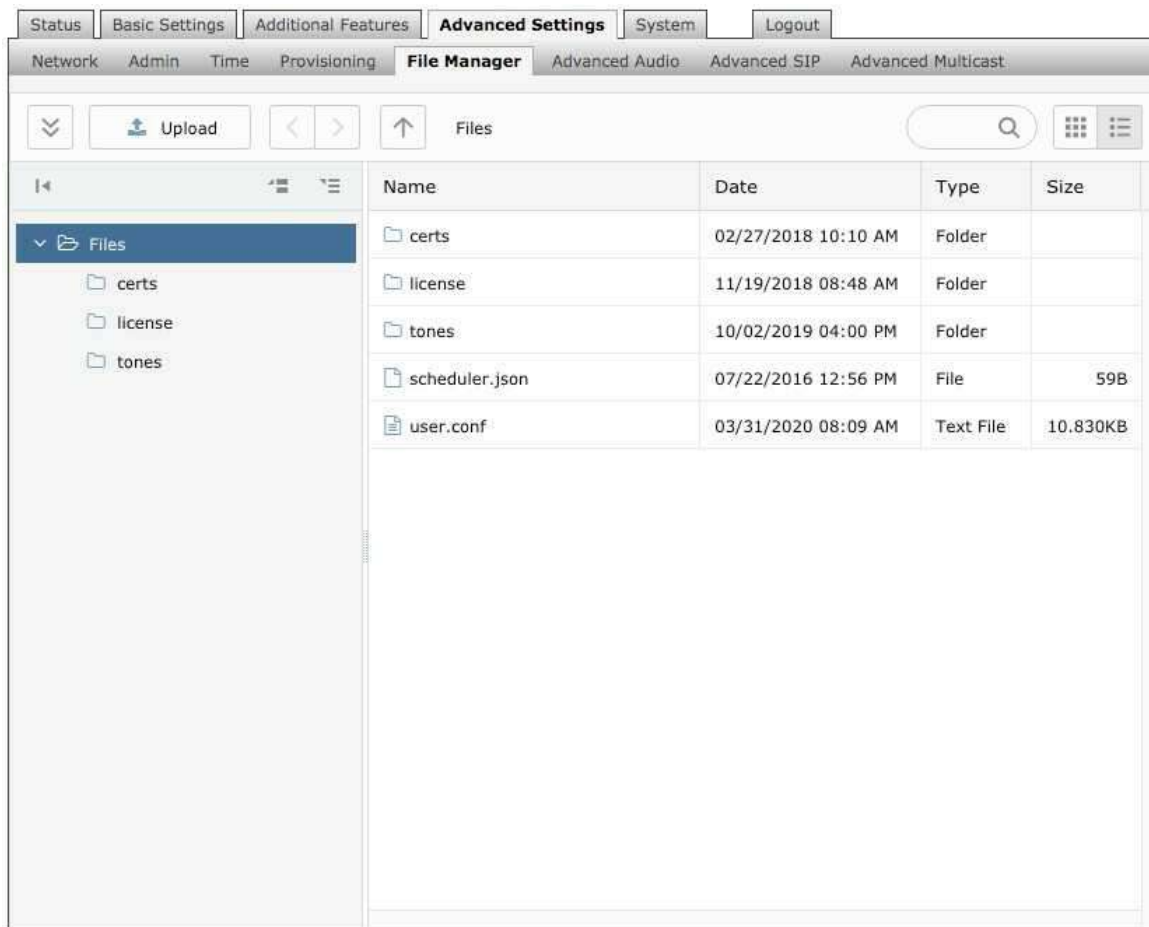 Status Basic Settings Additional Features Advanced Settings System Logout
Network Admin Time Provisioning File Manager Advanced Audio Advanced SIP Advanced Multicast
Upload Files
Name Date Type Size
Files
certs
license
tones
certs 02/27/2018 10:10 AM Folder
license 11/19/2018 08:48 AM Folder
tones 10/02/2019 04:00 PM Folder
scheduler.json 07/22/2016 12:56 PM File 59B
user.conf 03/31/2020 08:09 AM Text File 10.830KB